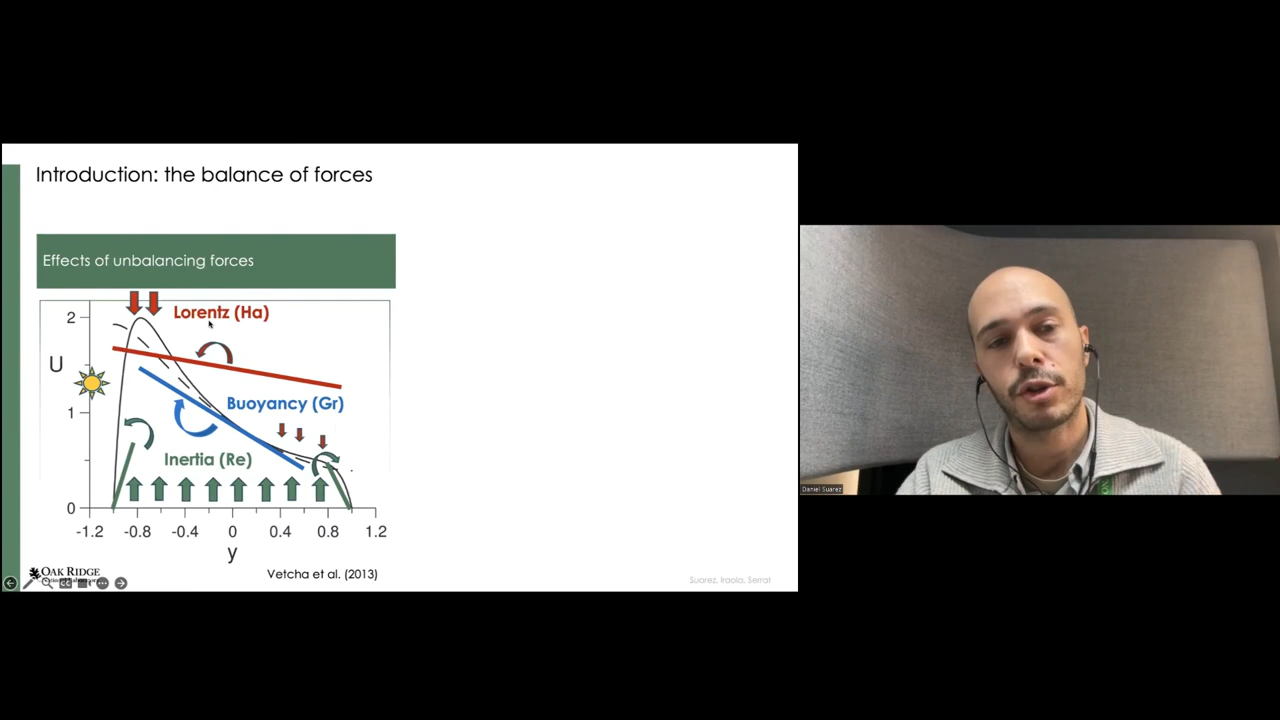 Introduction: the balance of forces
Effects of unbalancing forces
Lorentz (Ha)
2
U
Buoyancy (Gr)
1
Inertia (Re)
0
-1.2 -0.8 -0.4 0 0.4 0.8 1.2
y
OAK RIDGE
Vetcha et al. (2013)
Suarez, Iraola, Serrat
Daniel Suarez